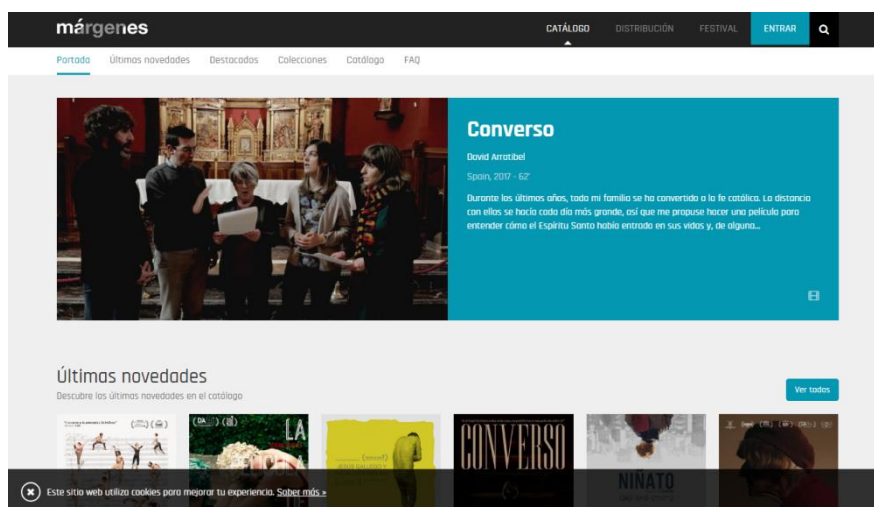 márgenes
CATÁLOGO DISTRIBUCIÓN FESTIVAL ENTRAR
Portada Últimas novedades Destacados Colecciones Catálogo FAQ
Converso
David Arratibel
Spain, 2017 - 62'
Durante los últimos años, toda mi familia se ha convertido a la fe católica. La distancia
con ellos se hacía cada día más grande, así que me propuse hacer una película para
entender cómo el Espíritu Santo había entrado en sus vidas y, de alguna...
Últimas novedades
Descubre las últimas novedades en el catálogo
Ver todas
LA
CONVERSO
NIÑATO
Este sitio web utiliza cookies para mejorar tu experiencia. Saber más »